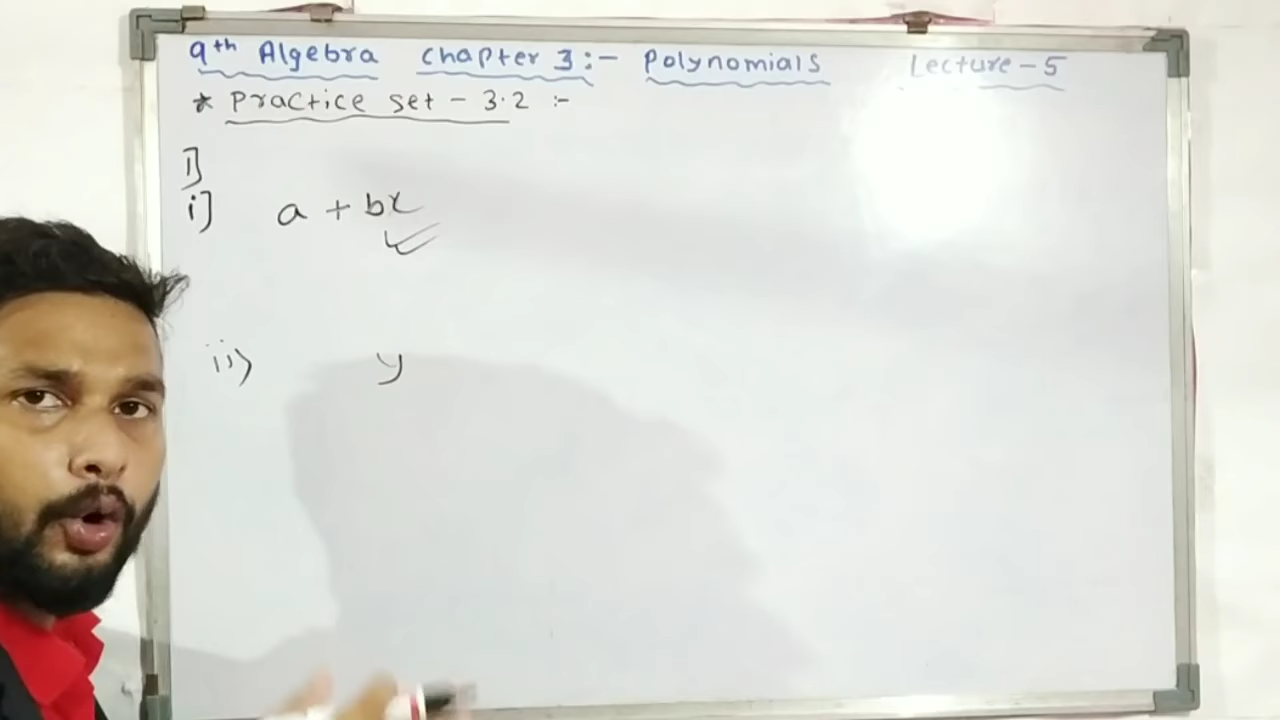 9th Algebra Chapter 3:- Polynomials Lecture-5
* Practice set - 3.2 :-
1]
i] a + bx
ii) y